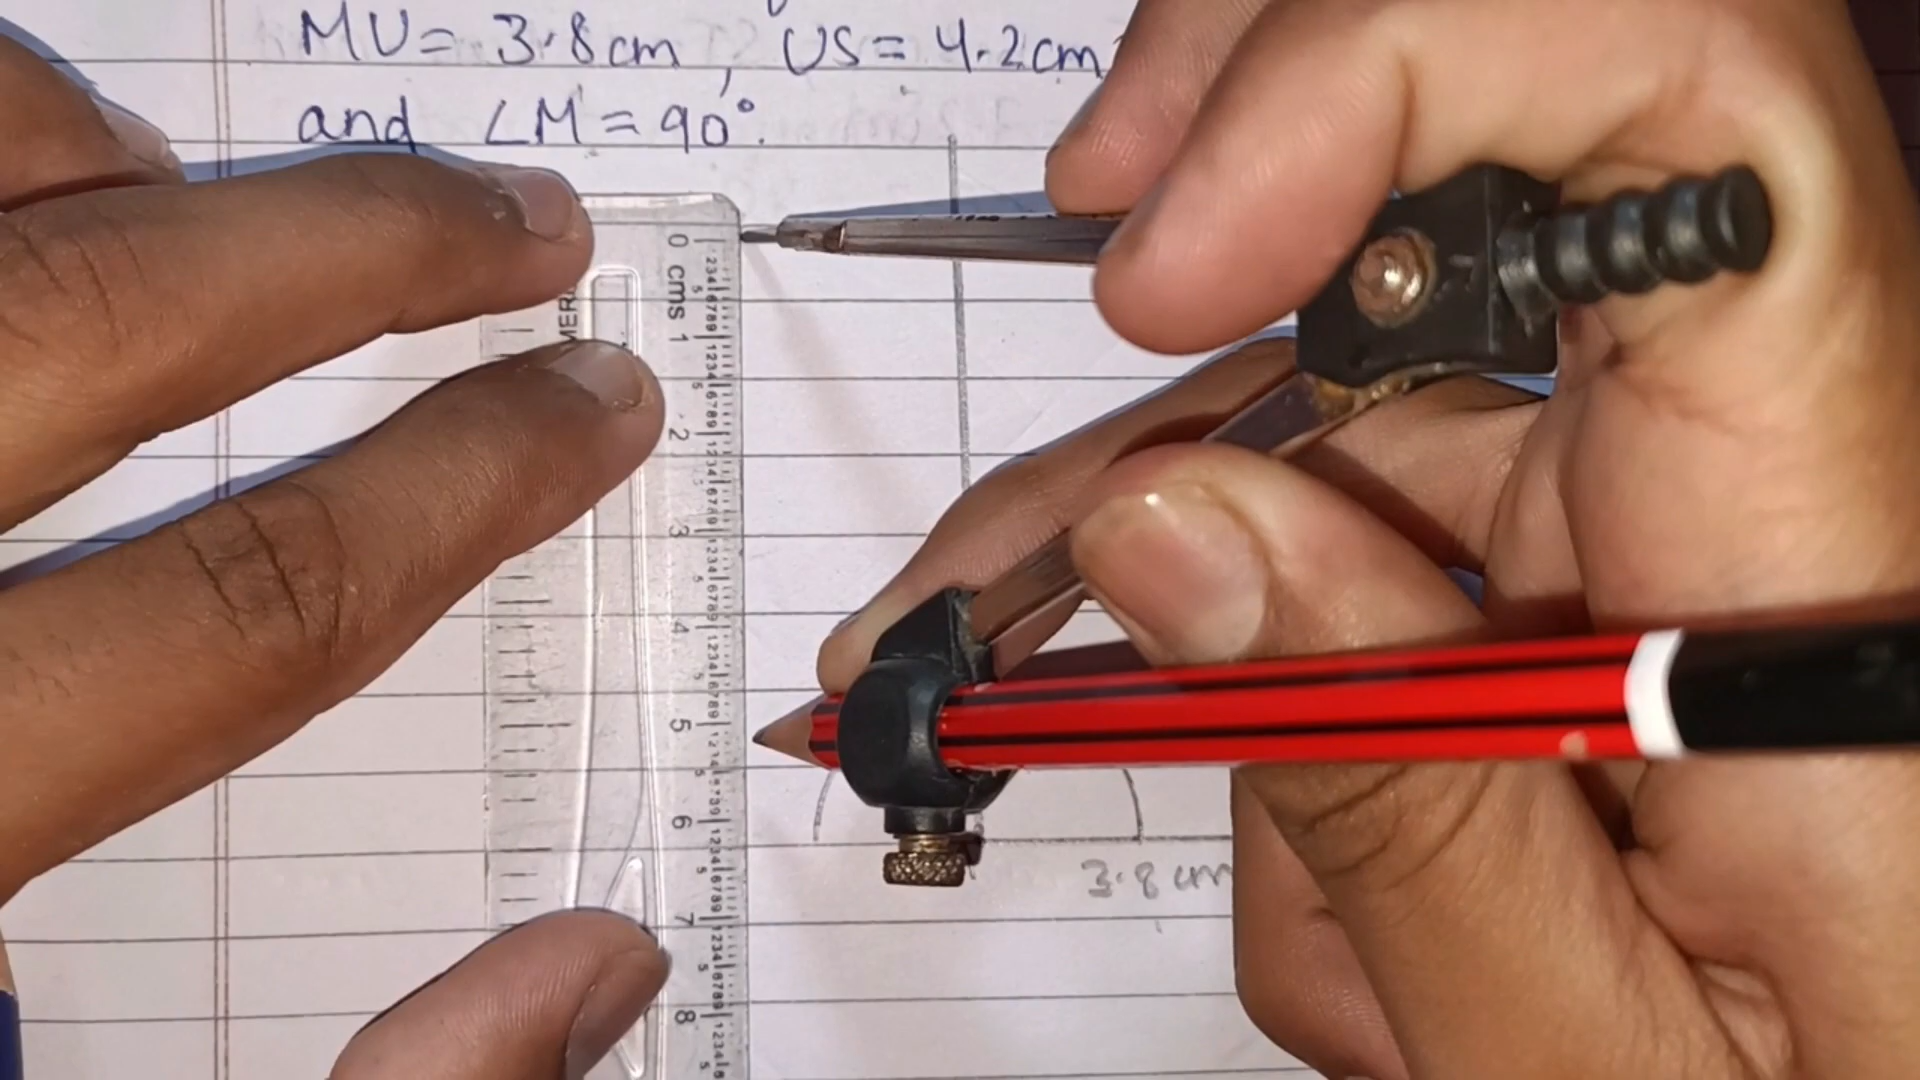 MU = 3.8 cm, US = 4.2 cm
and ∠M = 90°.
0 cms 1 2 3 4 5 6 7 8
3.8 cm